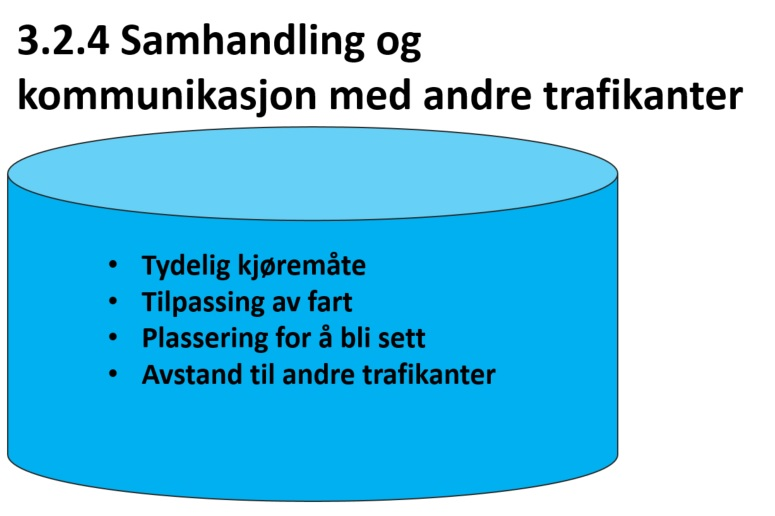 3.2.4 Samhandling og
kommunikasjon med andre trafikanter
• Tydelig kjøremåte
• Tilpassing av fart
• Plassering for å bli sett
• Avstand til andre trafikanter